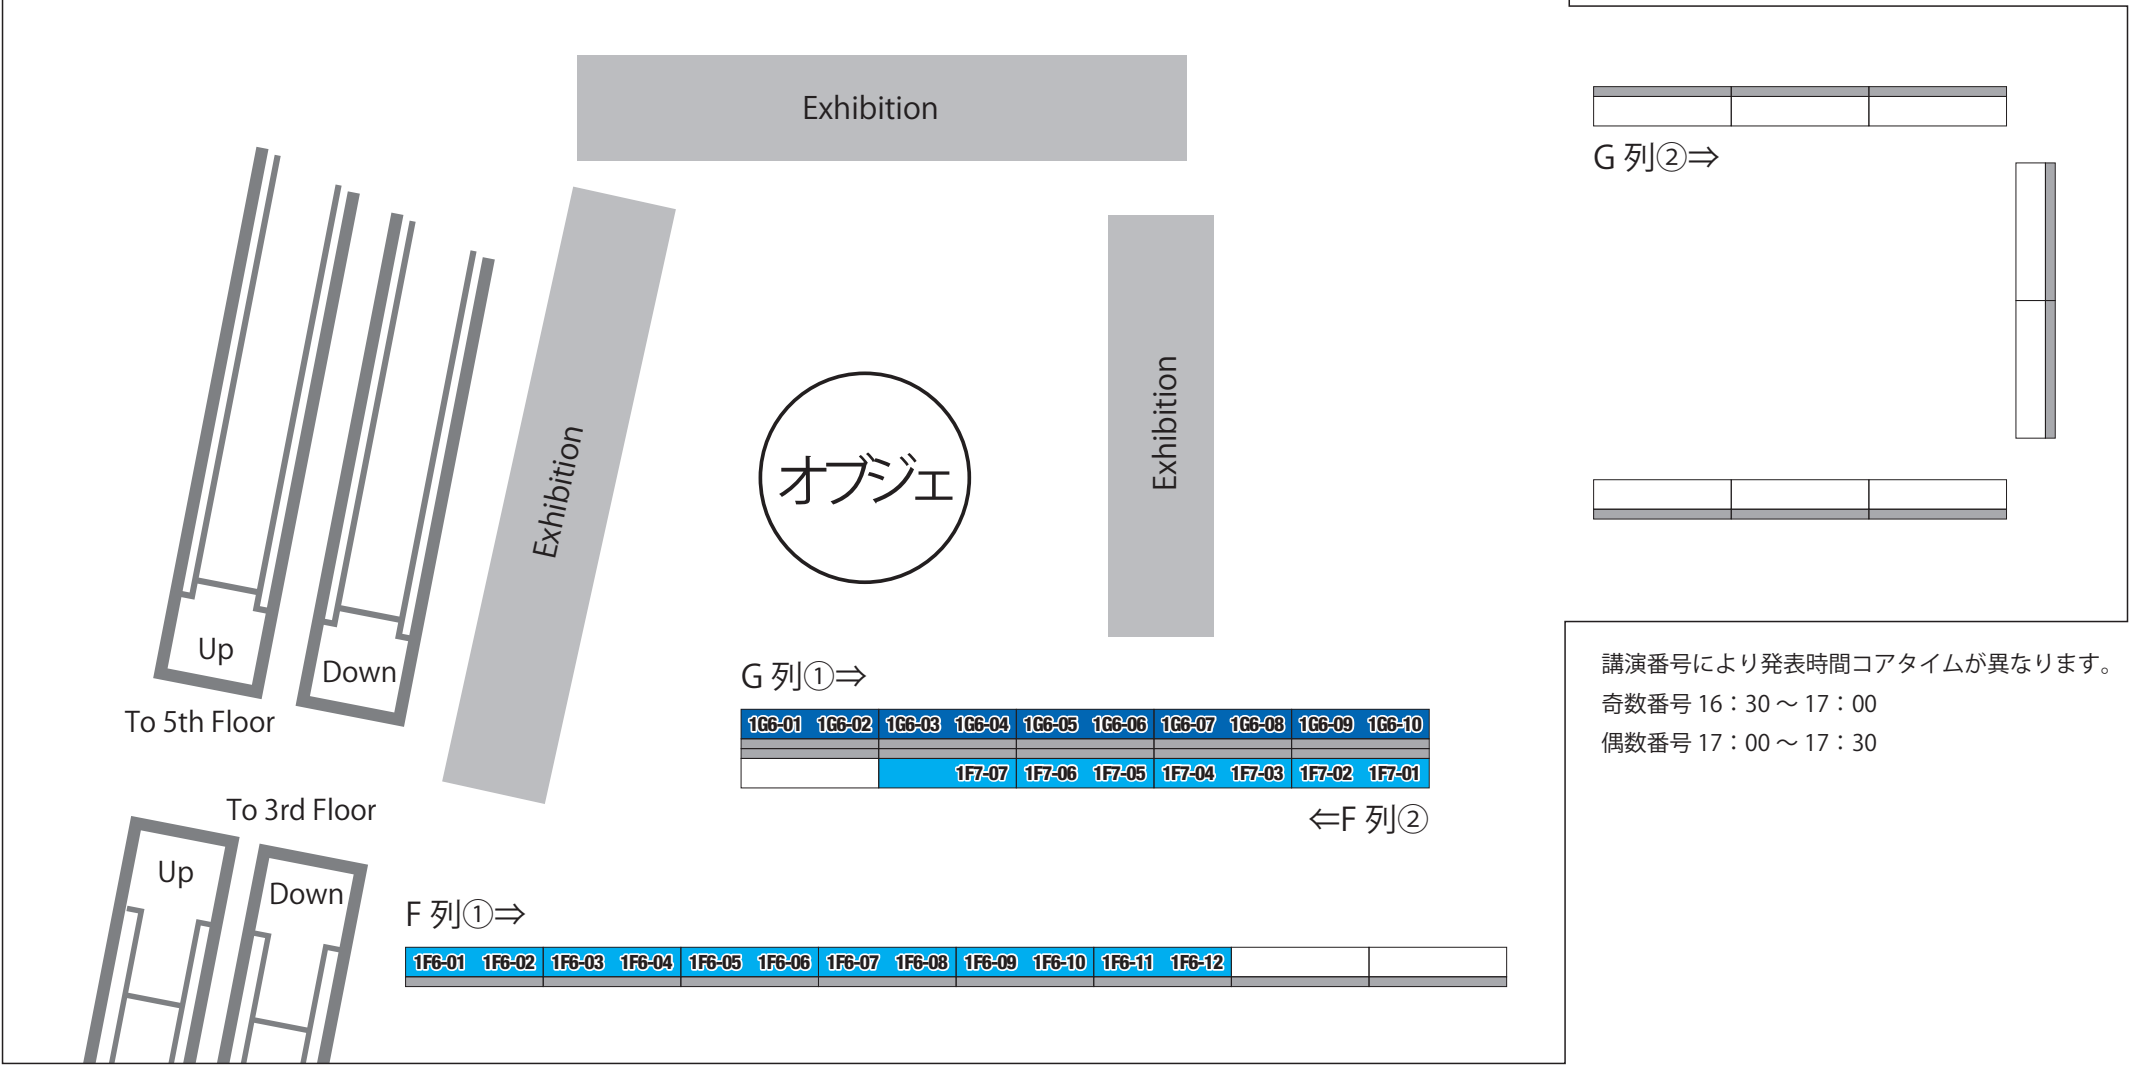 Exhibition
G 列②⇒
Exhibition
Exhibition
オブジェ
Up
Down
To 5th Floor
G 列①⇒
1G6-01 1G6-02 1G6-03 1G6-04 1G6-05 1G6-06 1G6-07 1G6-08 1G6-09 1G6-10
1F7-07 1F7-06 1F7-05 1F7-04 1F7-03 1F7-02 1F7-01
⇐F 列②
講演番号により発表時間コアタイムが異なります。
奇数番号 16：30 ～ 17：00
偶数番号 17：00 ～ 17：30
To 3rd Floor
Up
Down
F 列①⇒
1F6-01 1F6-02 1F6-03 1F6-04 1F6-05 1F6-06 1F6-07 1F6-08 1F6-09 1F6-10 1F6-11 1F6-12